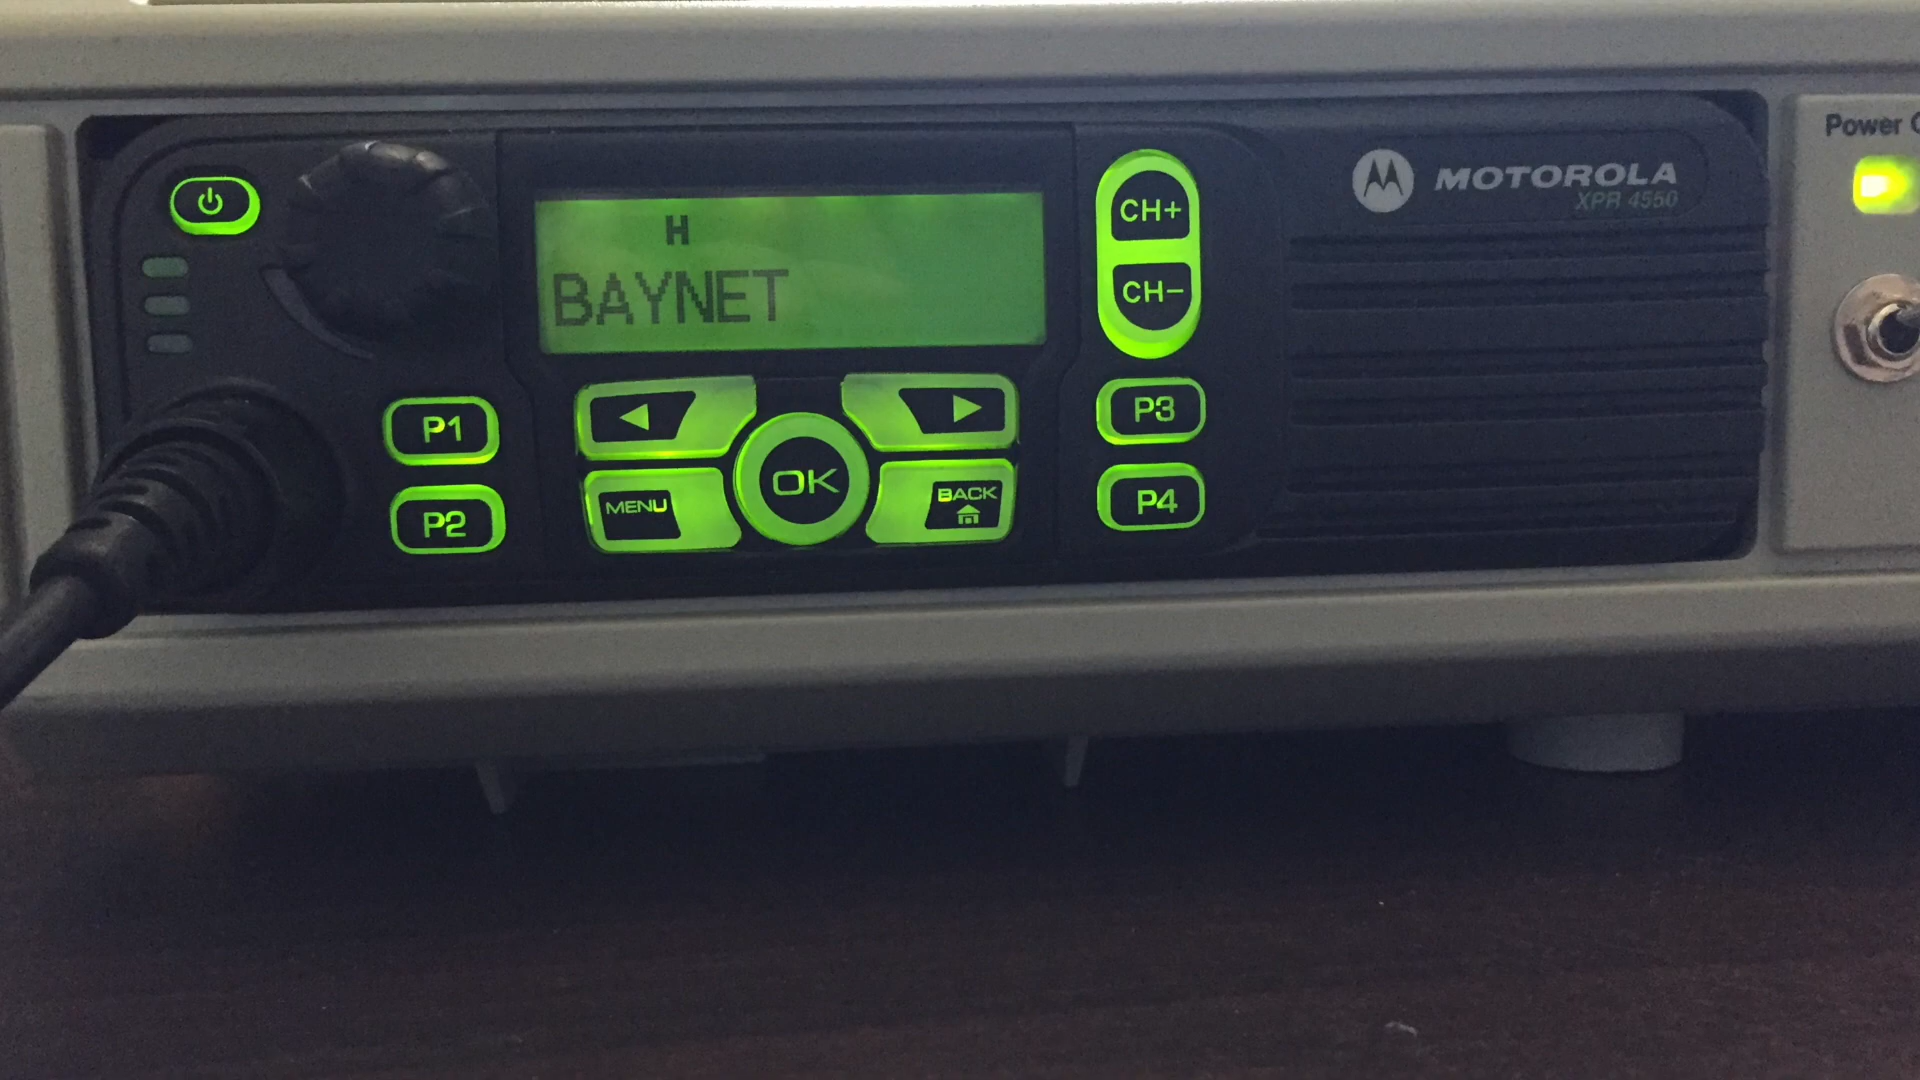 H
BAYNET
P1
P2
MENU
OK
BACK
CH+
CH-
P3
P4
MOTOROLA
XPR 4550
Power